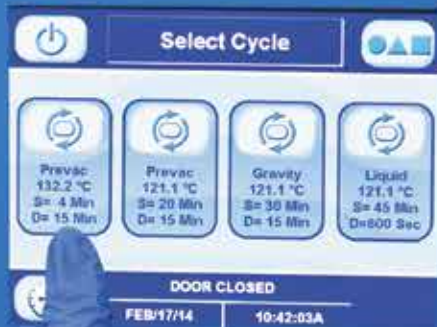 Select Cycle
Prevac
132.2 °C
S= 4 Min
D= 15 Min
Prevac
121.1 °C
S= 20 Min
D= 15 Min
Gravity
121.1 °C
S= 30 Min
D= 15 Min
Liquid
121.1 °C
S= 45 Min
D=600 Sec
DOOR CLOSED
FEB/17/14
10:42:03A